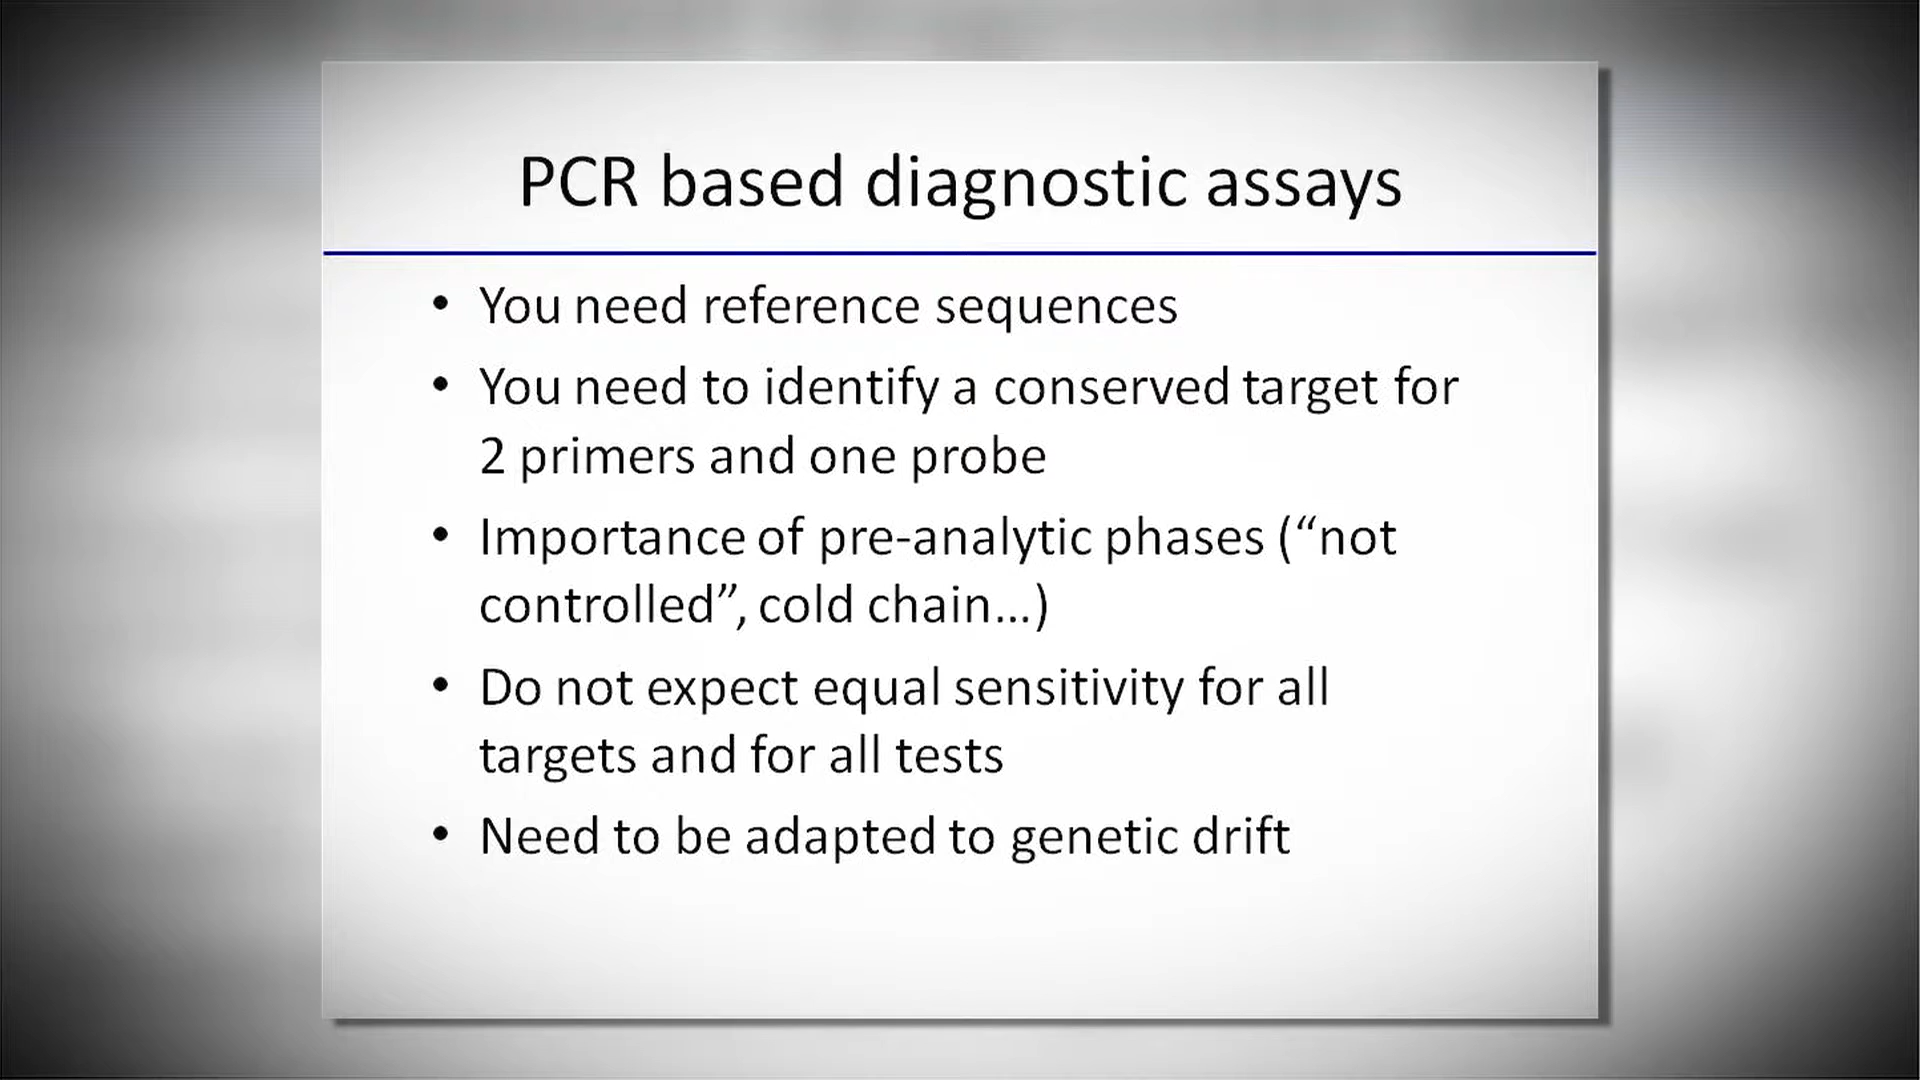 PCR based diagnostic assays
• You need reference sequences
• You need to identify a conserved target for
2 primers and one probe
• Importance of pre-analytic phases (“not
controlled”, cold chain...)
• Do not expect equal sensitivity for all
targets and for all tests
• Need to be adapted to genetic drift